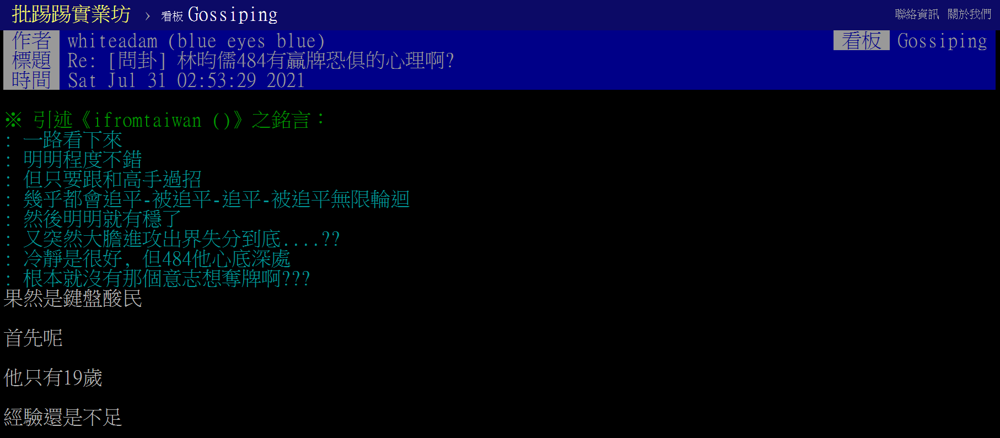 批踢踢實業坊 › 看板 Gossiping 聯絡資訊 關於我們
作者 whiteadam (blue eyes blue) 看板 Gossiping
標題 Re: [問卦] 林昀儒484有贏牌恐俱的心理啊?
時間 Sat Jul 31 02:53:29 2021
※ 引述《ifromtaiwan ()》之銘言：
: 一路看下來
: 明明程度不錯
: 但只要跟和高手過招
: 幾乎都會追平-被追平-追平-被追平無限輪迴
: 然後明明就有穩了
: 又突然大膽進攻出界失分到底....??
: 冷靜是很好, 但484他心底深處
: 根本就沒有那個意志想奪牌啊???
果然是鍵盤酸民
首先呢
他只有19歲
經驗還是不足